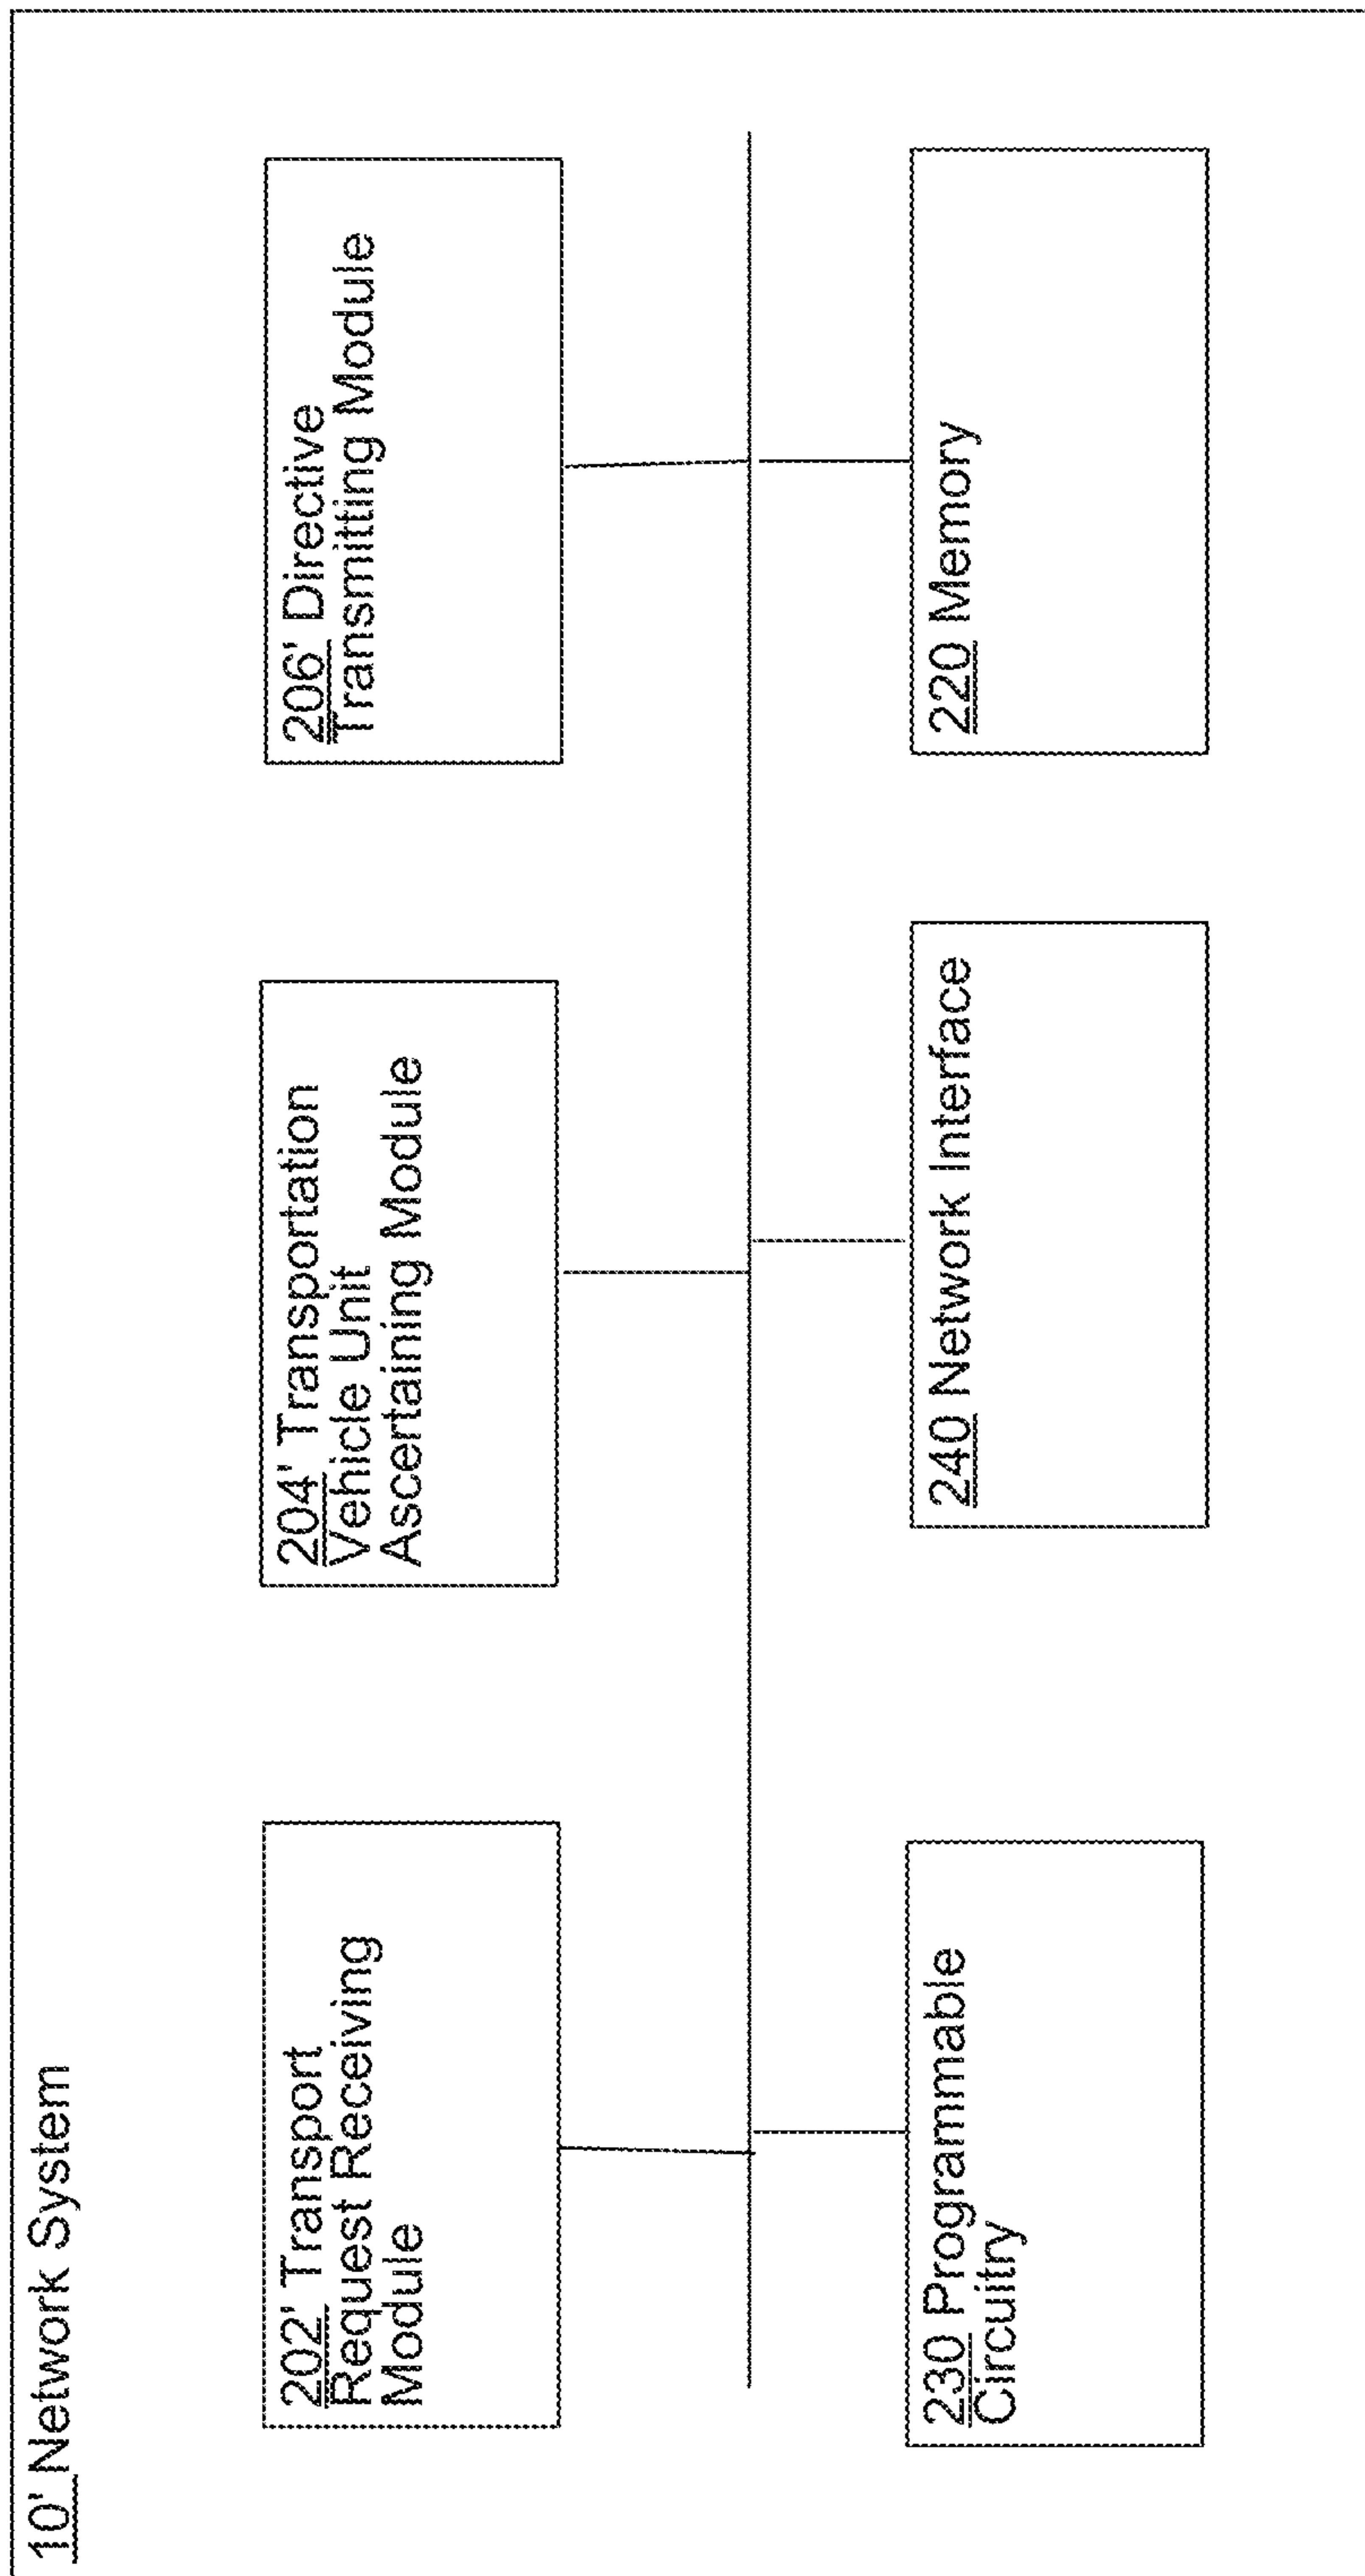 10' Network System
202' Transport
Request Receiving
Module
204' Transportation
Vehicle Unit
Ascertaining Module
206' Directive
Transmitting Module
230 Programmable
Circuitry
240 Network Interface
220 Memory